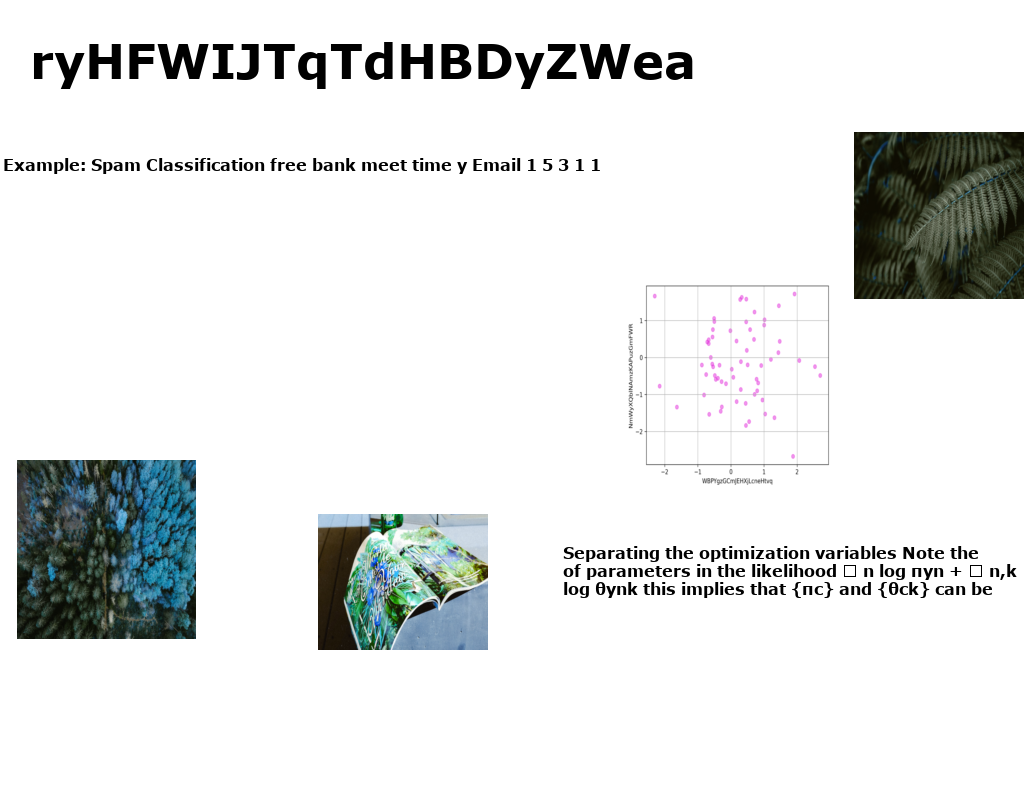 ryHFWIJTqTdHBDyZWea
Example: Spam Classification free bank meet time y Email 1 5 3 1 1
1
0
−1
−2
−2 −1 0 1 2
Separating the optimization variables Note the
of parameters in the likelihood □ n log πyn + □ n,k
log θynk this implies that {πc} and {θck} can be